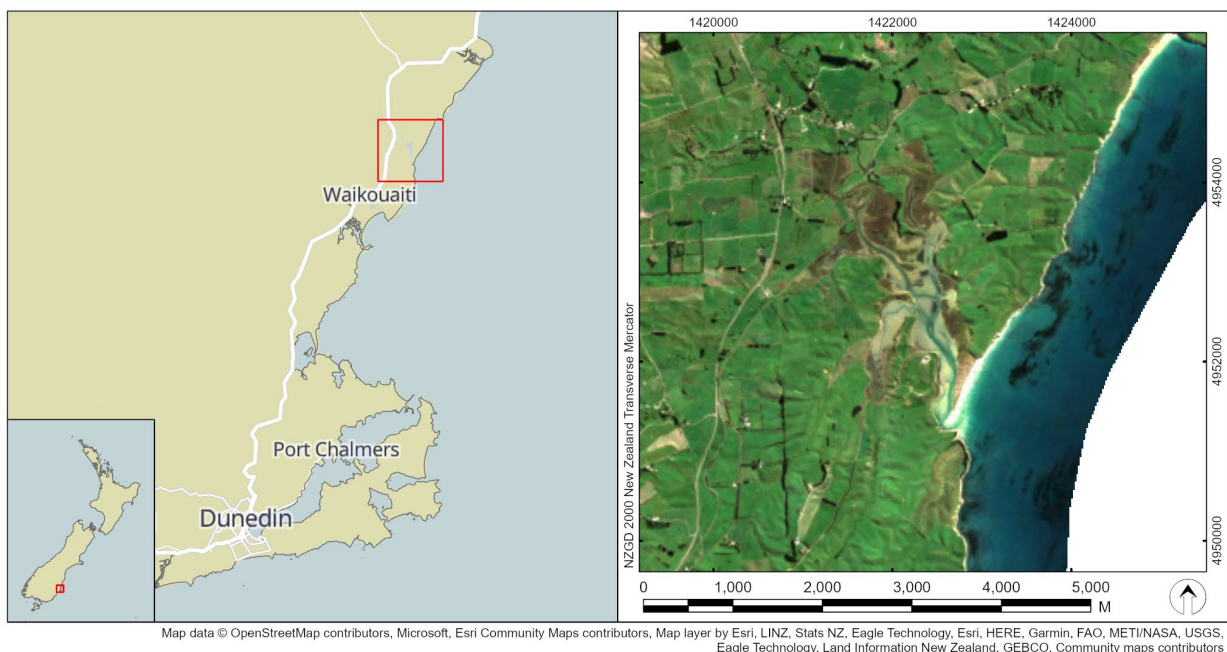 Waikouaiti
Port Chalmers
Dunedin
1420000 1422000 1424000
NZGD 2000 New Zealand Transverse Mercator
4954000
4952000
4950000
0 1,000 2,000 3,000 4,000 5,000
M
Map data © OpenStreetMap contributors, Microsoft, Esri Community Maps contributors, Map layer by Esri, LINZ, Stats NZ, Eagle Technology, Esri, HERE, Garmin, FAO, METI/NASA, USGS,
Eagle Technology, Land Information New Zealand, GEBCO, Community maps contributors